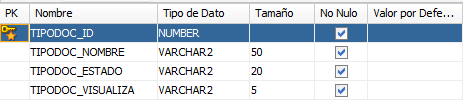 PK Nombre Tipo de Dato Tamaño No Nulo Valor por Defe...
TIPODOC_ID NUMBER
TIPODOC_NOMBRE VARCHAR2 50
TIPODOC_ESTADO VARCHAR2 20
TIPODOC_VISUALIZA VARCHAR2 5